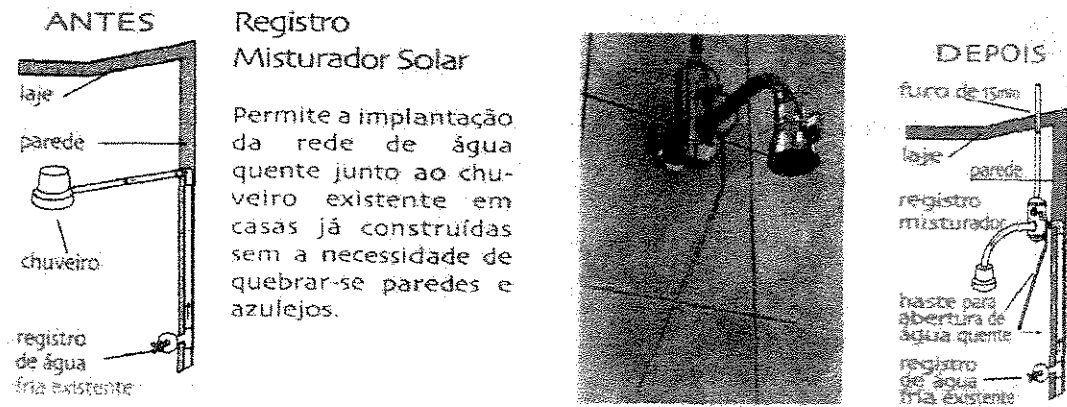 ANTES
laje
parede
chuveiro
registro
de água
fria existente
Registro
Misturador Solar
Permite a implantação
da rede de água
quente junto ao chu-
veiro existente em
casas já construídas
sem a necessidade de
quebrar-se paredes e
azulejos.
DEPOIS
furo de 15mm
laje
parede
registro
misturador
haste para
abertura de
água quente
registro
de água
fria existente